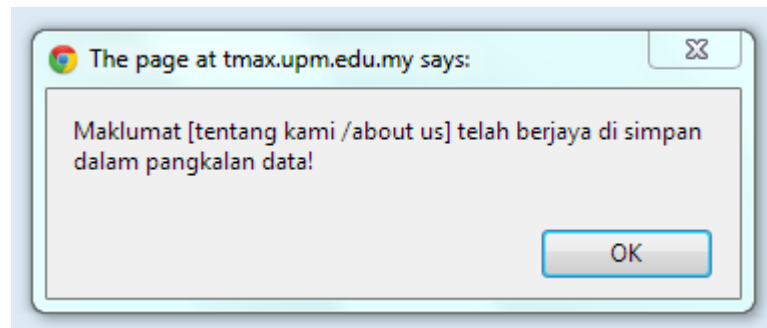 The page at tmax.upm.edu.my says:
Maklumat [tentang kami /about us] telah berjaya di simpan
dalam pangkalan data!
OK